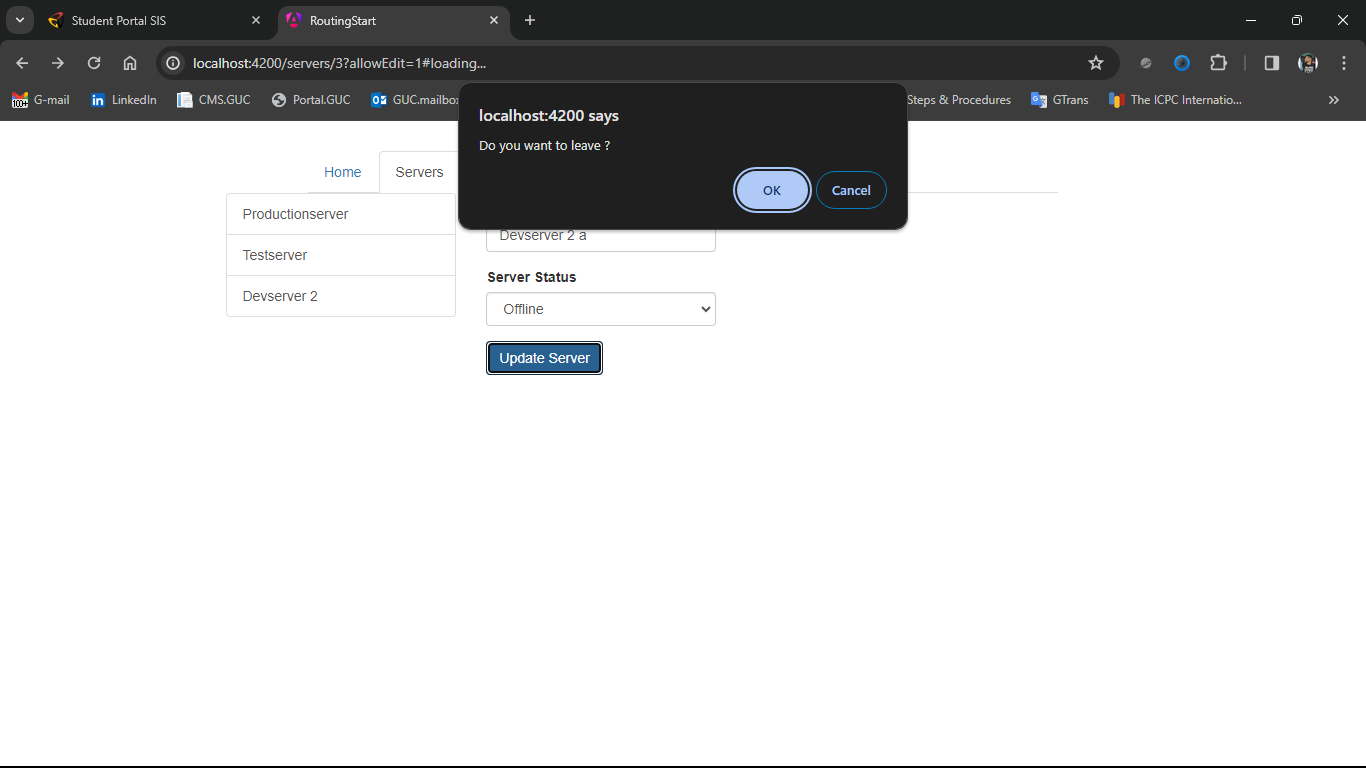 Student Portal SIS
RoutingStart
localhost:4200/servers/3?allowEdit=1#loading...
G-mail
LinkedIn
CMS.GUC
Portal.GUC
GUC.mailbo
Steps & Procedures
GTrans
The ICPC Internatio...
localhost:4200 says
Do you want to leave ?
OK
Cancel
Home
Servers
Productionserver
Testserver
Devserver 2
Devserver 2 a
Server Status
Offline
Update Server